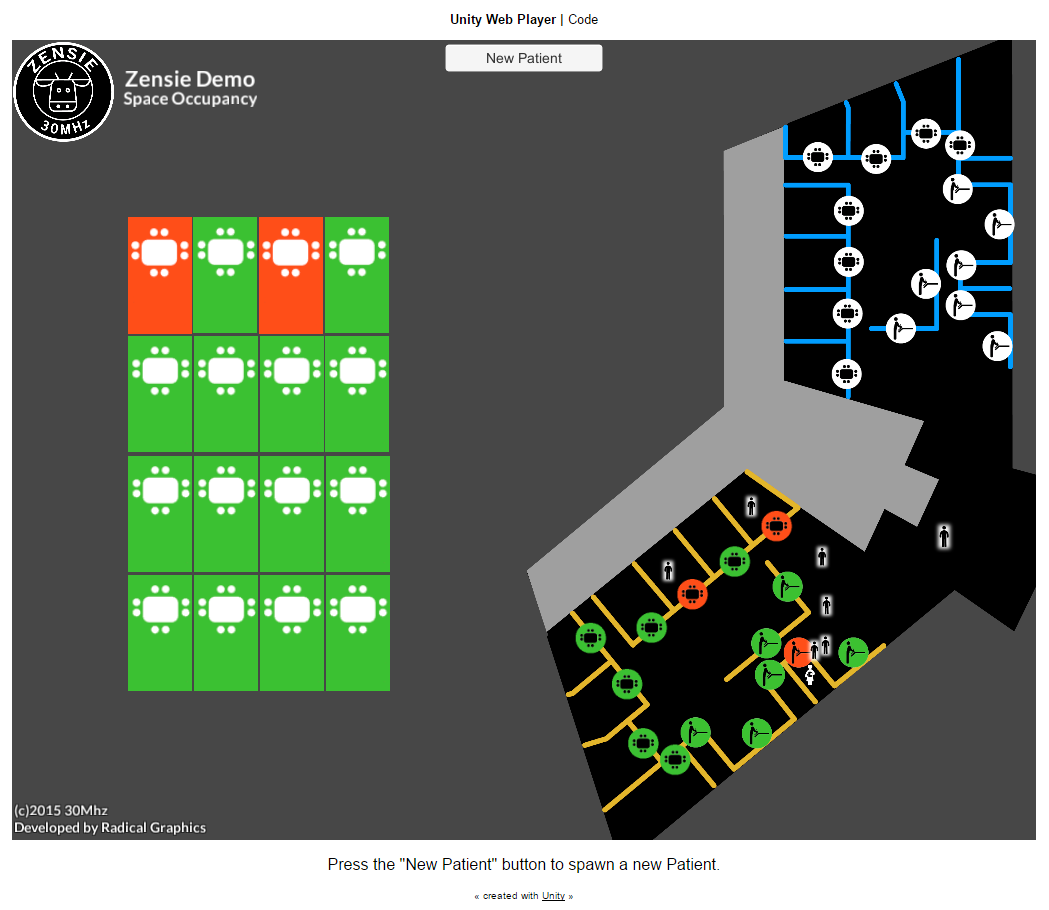 Unity Web Player | Code
New Patient
ZENSIE
30MHz
Zensie Demo
Space Occupancy
(c)2015 30Mhz
Developed by Radical Graphics
Press the "New Patient" button to spawn a new Patient.
« created with Unity »